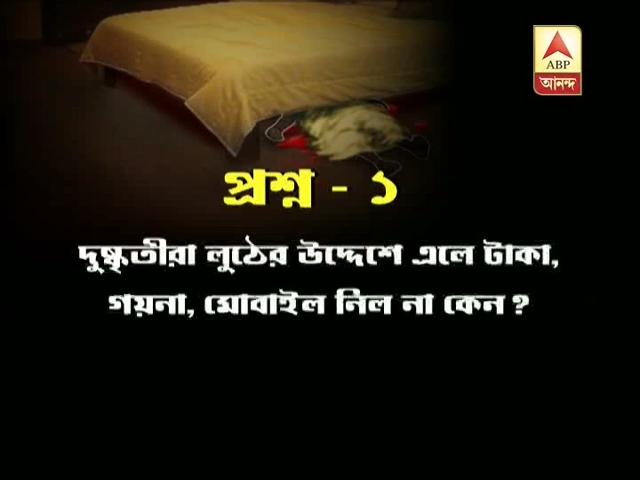 ABP
আনন্দ
প্রশ্ন - ১
দুষ্কৃতীরা লুঠের উদ্দেশে এলে টাকা,
গয়না, মোবাইল নিল না কেন?